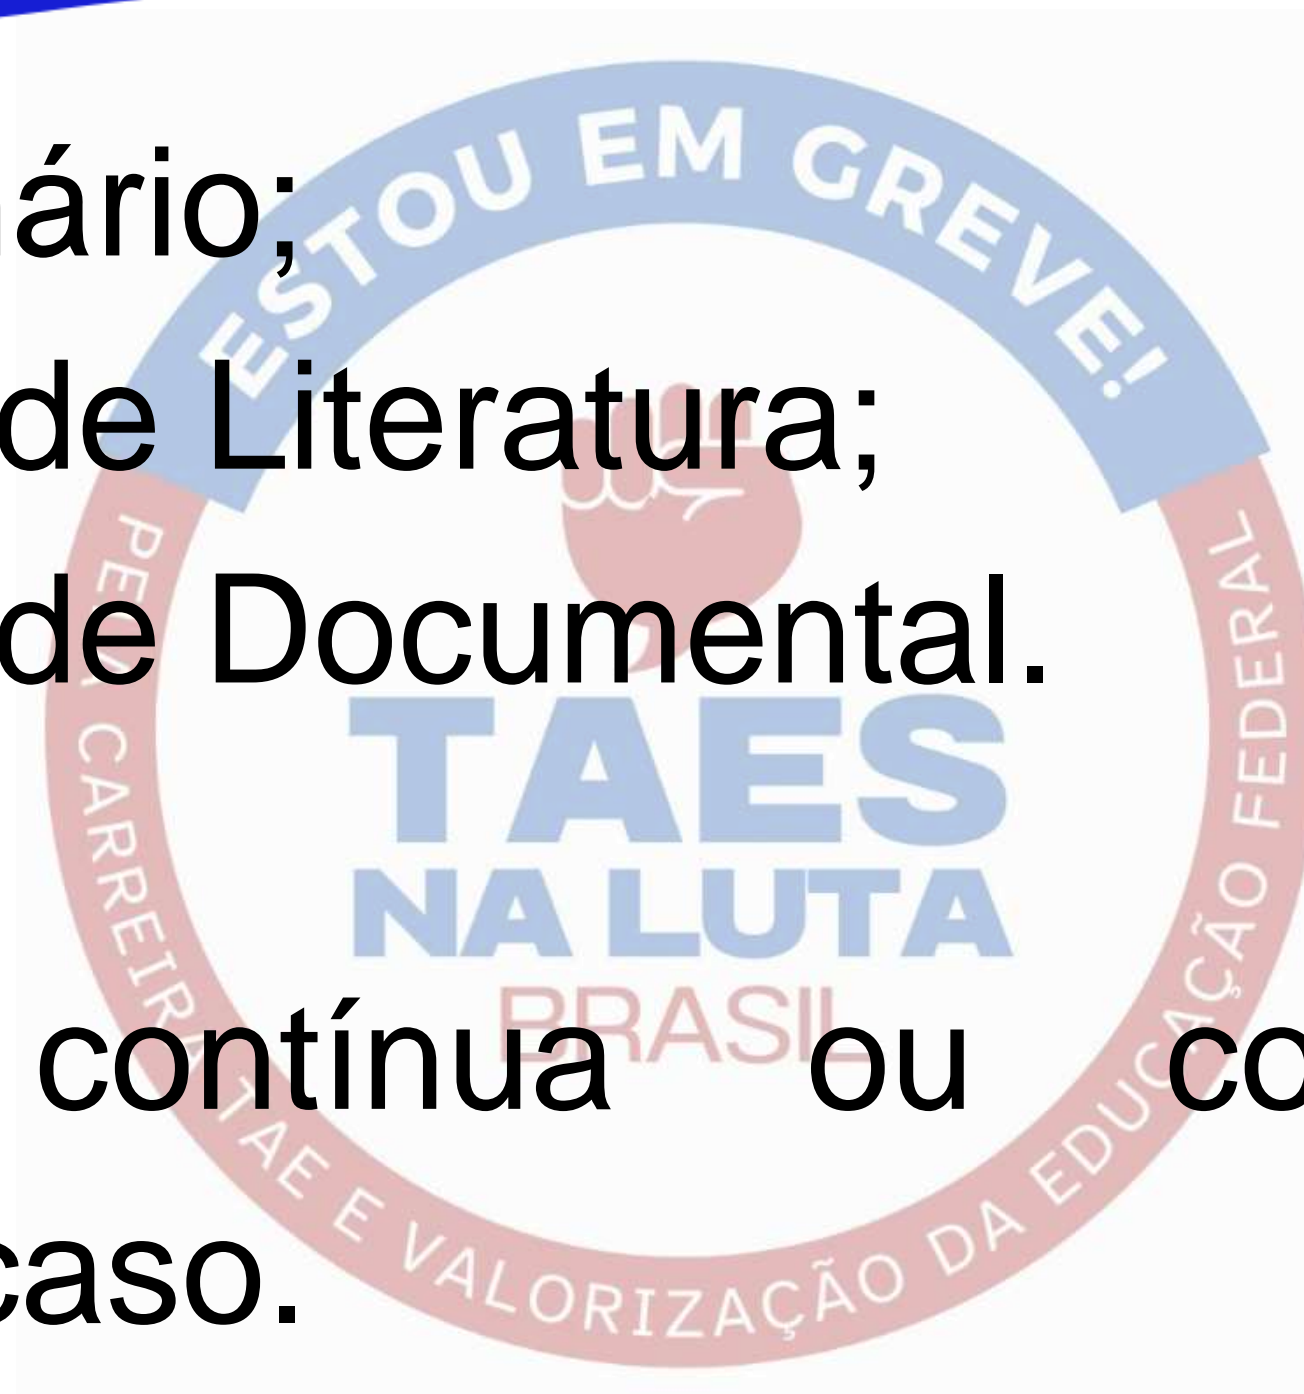 ário;
de Literatura;
de Documental.
contínua ou co
caso.
ESTOU EM GREVE!
TAES
NA LUTA
BRASIL
PELA CARREIRA TAE E VALORIZAÇÃO DA EDUCAÇÃO FEDERAL